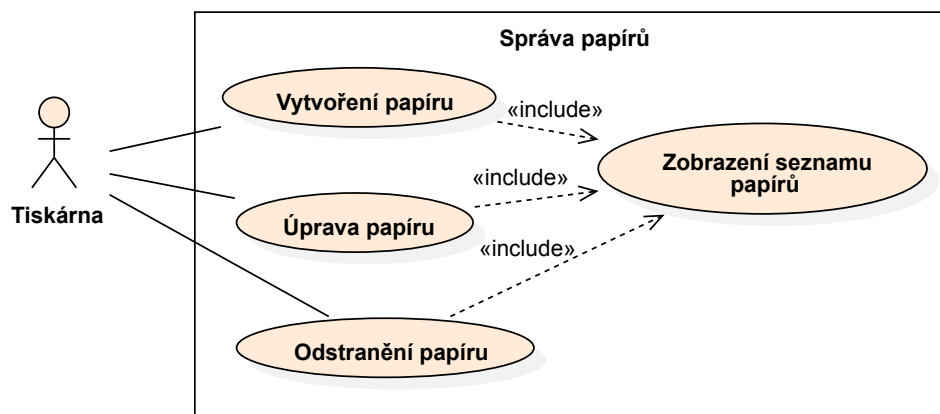 Správa papírů
Vytvoření papíru
«include»
Zobrazení seznamu
papírů
«include»
Tiskárna
Úprava papíru
«include»
Odstranění papíru